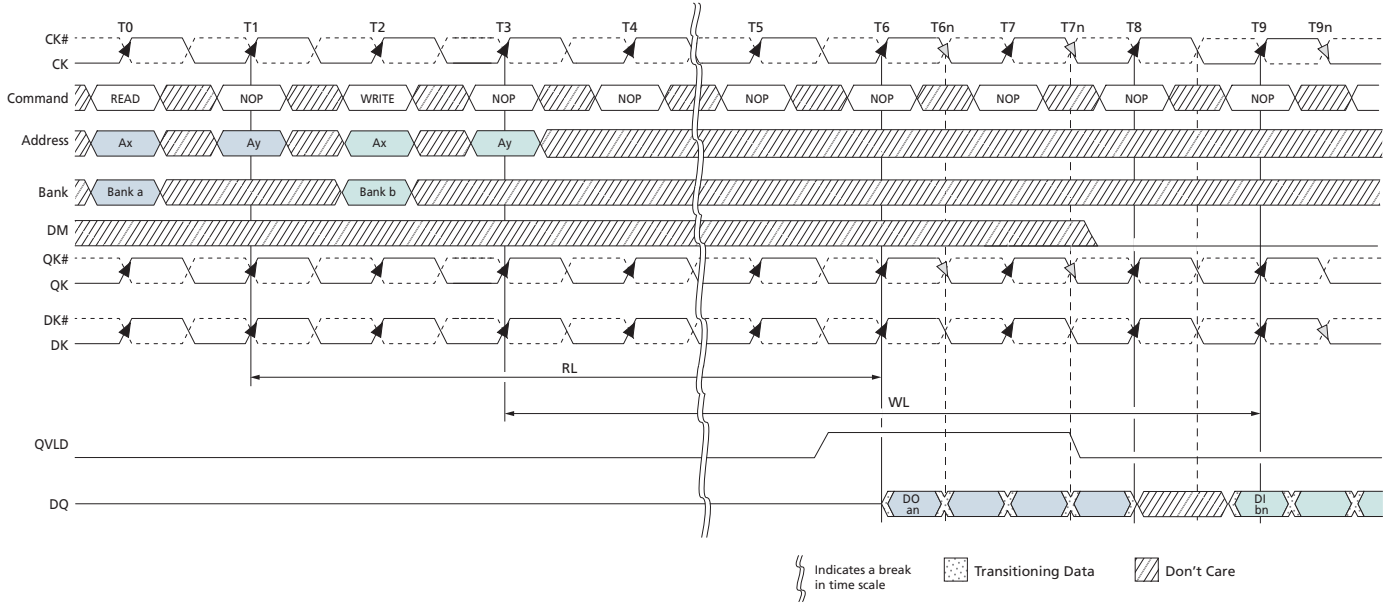 T0 T1 T2 T3 T4 T5 T6 T6n T7 T7n T8 T9 T9n
CK#
CK
Command READ NOP WRITE NOP NOP NOP NOP NOP NOP NOP
Address Ax Ay Ax Ay
Bank Bank a Bank b
DM
QK#
QK
DK#
DK
RL
WL
QVLD
DQ DO an DI bn
Indicates a break
in time scale
Transitioning Data
Don't Care